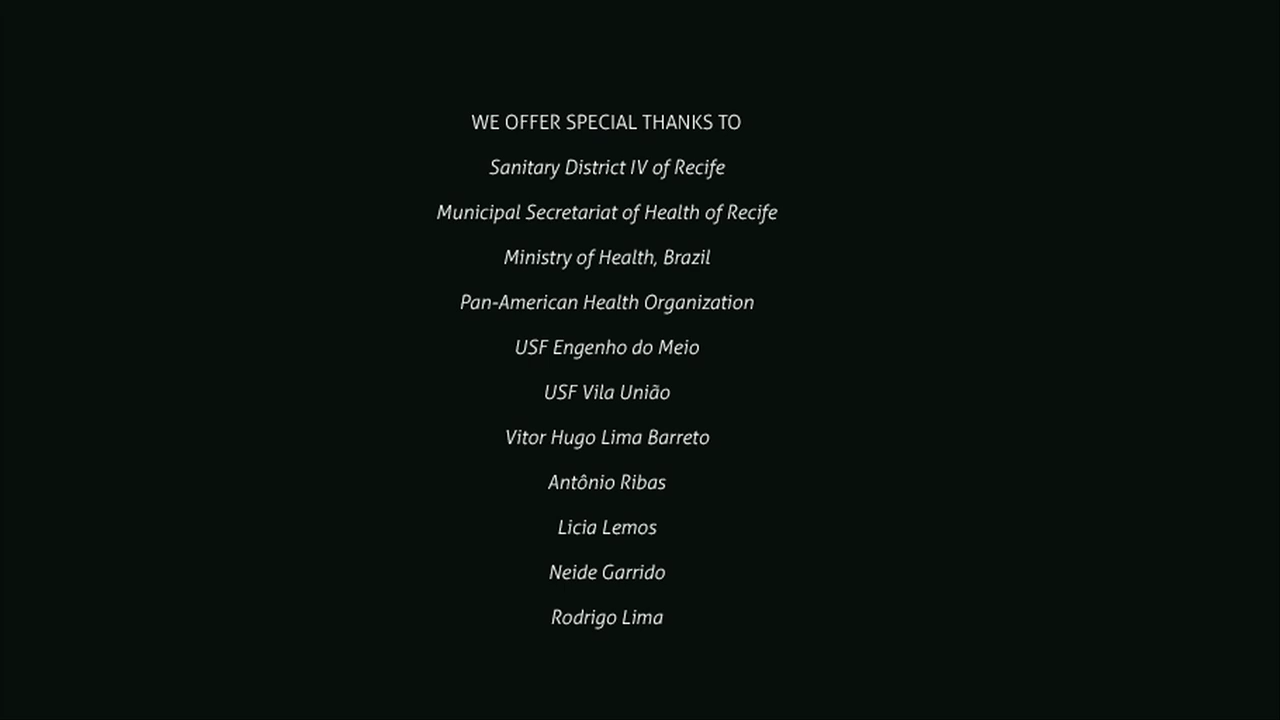 WE OFFER SPECIAL THANKS TO
Sanitary District IV of Recife
Municipal Secretariat of Health of Recife
Ministry of Health, Brazil
Pan-American Health Organization
USF Engenho do Meio
USF Vila União
Vitor Hugo Lima Barreto
Antônio Ribas
Licia Lemos
Neide Garrido
Rodrigo Lima